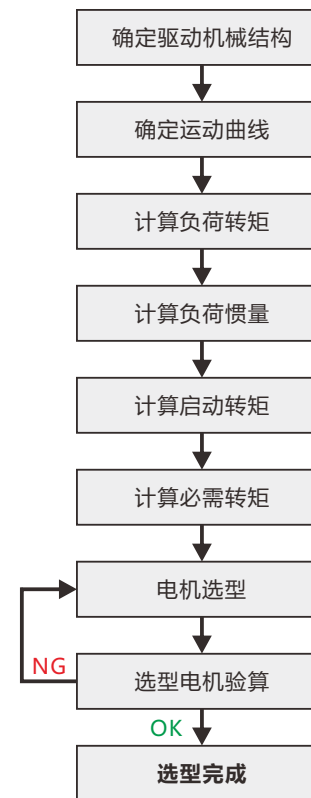 确定驱动机械结构
确定运动曲线
计算负荷转矩
计算负荷惯量
计算启动转矩
计算必需转矩
电机选型
NG
选型电机验算
OK
选型完成